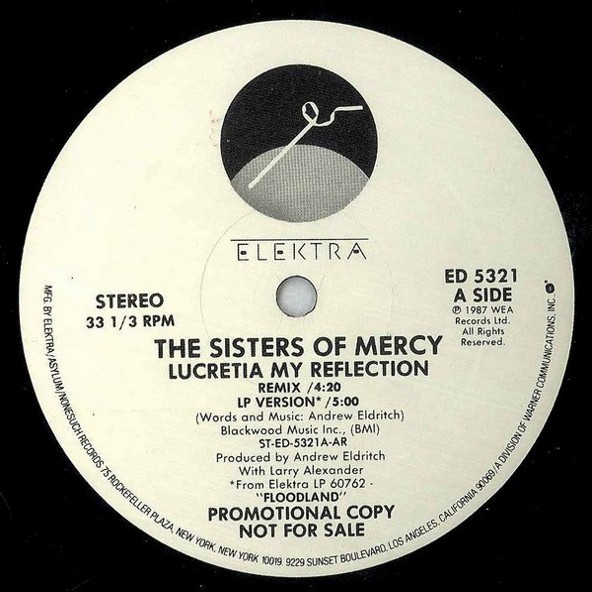 ELEKTRA
STEREO
33 1/3 RPM
ED 5321
A SIDE
℗ 1987 WEA
Records Ltd.
All Rights
Reserved.
THE SISTERS OF MERCY
LUCRETIA MY REFLECTION
REMIX /4:20
LP VERSION* /5:00
(Words and Music: Andrew Eldritch)
Blackwood Music Inc., (BMI)
ST-ED-5321A-AR
Produced by Andrew Eldritch
With Larry Alexander
*From Elektra LP 60762 -
"FLOODLAND"
PROMOTIONAL COPY
NOT FOR SALE
MFG. BY ELEKTRA/ASYLUM/NONESUCH RECORDS 75 ROCKEFELLER PLAZA, NEW YORK, NEW YORK 10019. 9229 SUNSET BOULEVARD, LOS ANGELES, CALIFORNIA 90069/A DIVISION OF WARNER COMMUNICATIONS, INC.